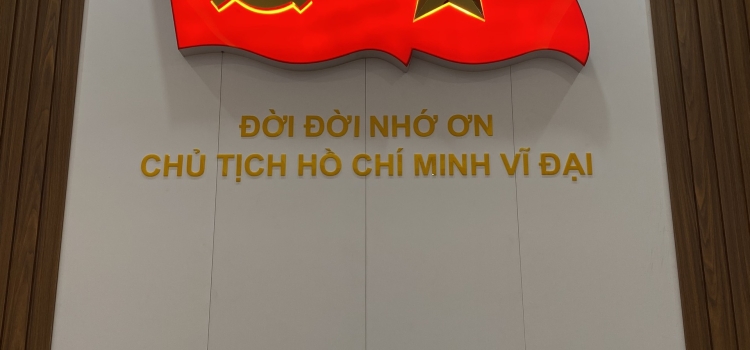 ĐỜI ĐỜI NHỚ ƠN
CHỦ TỊCH HỒ CHÍ MINH VĨ ĐẠI